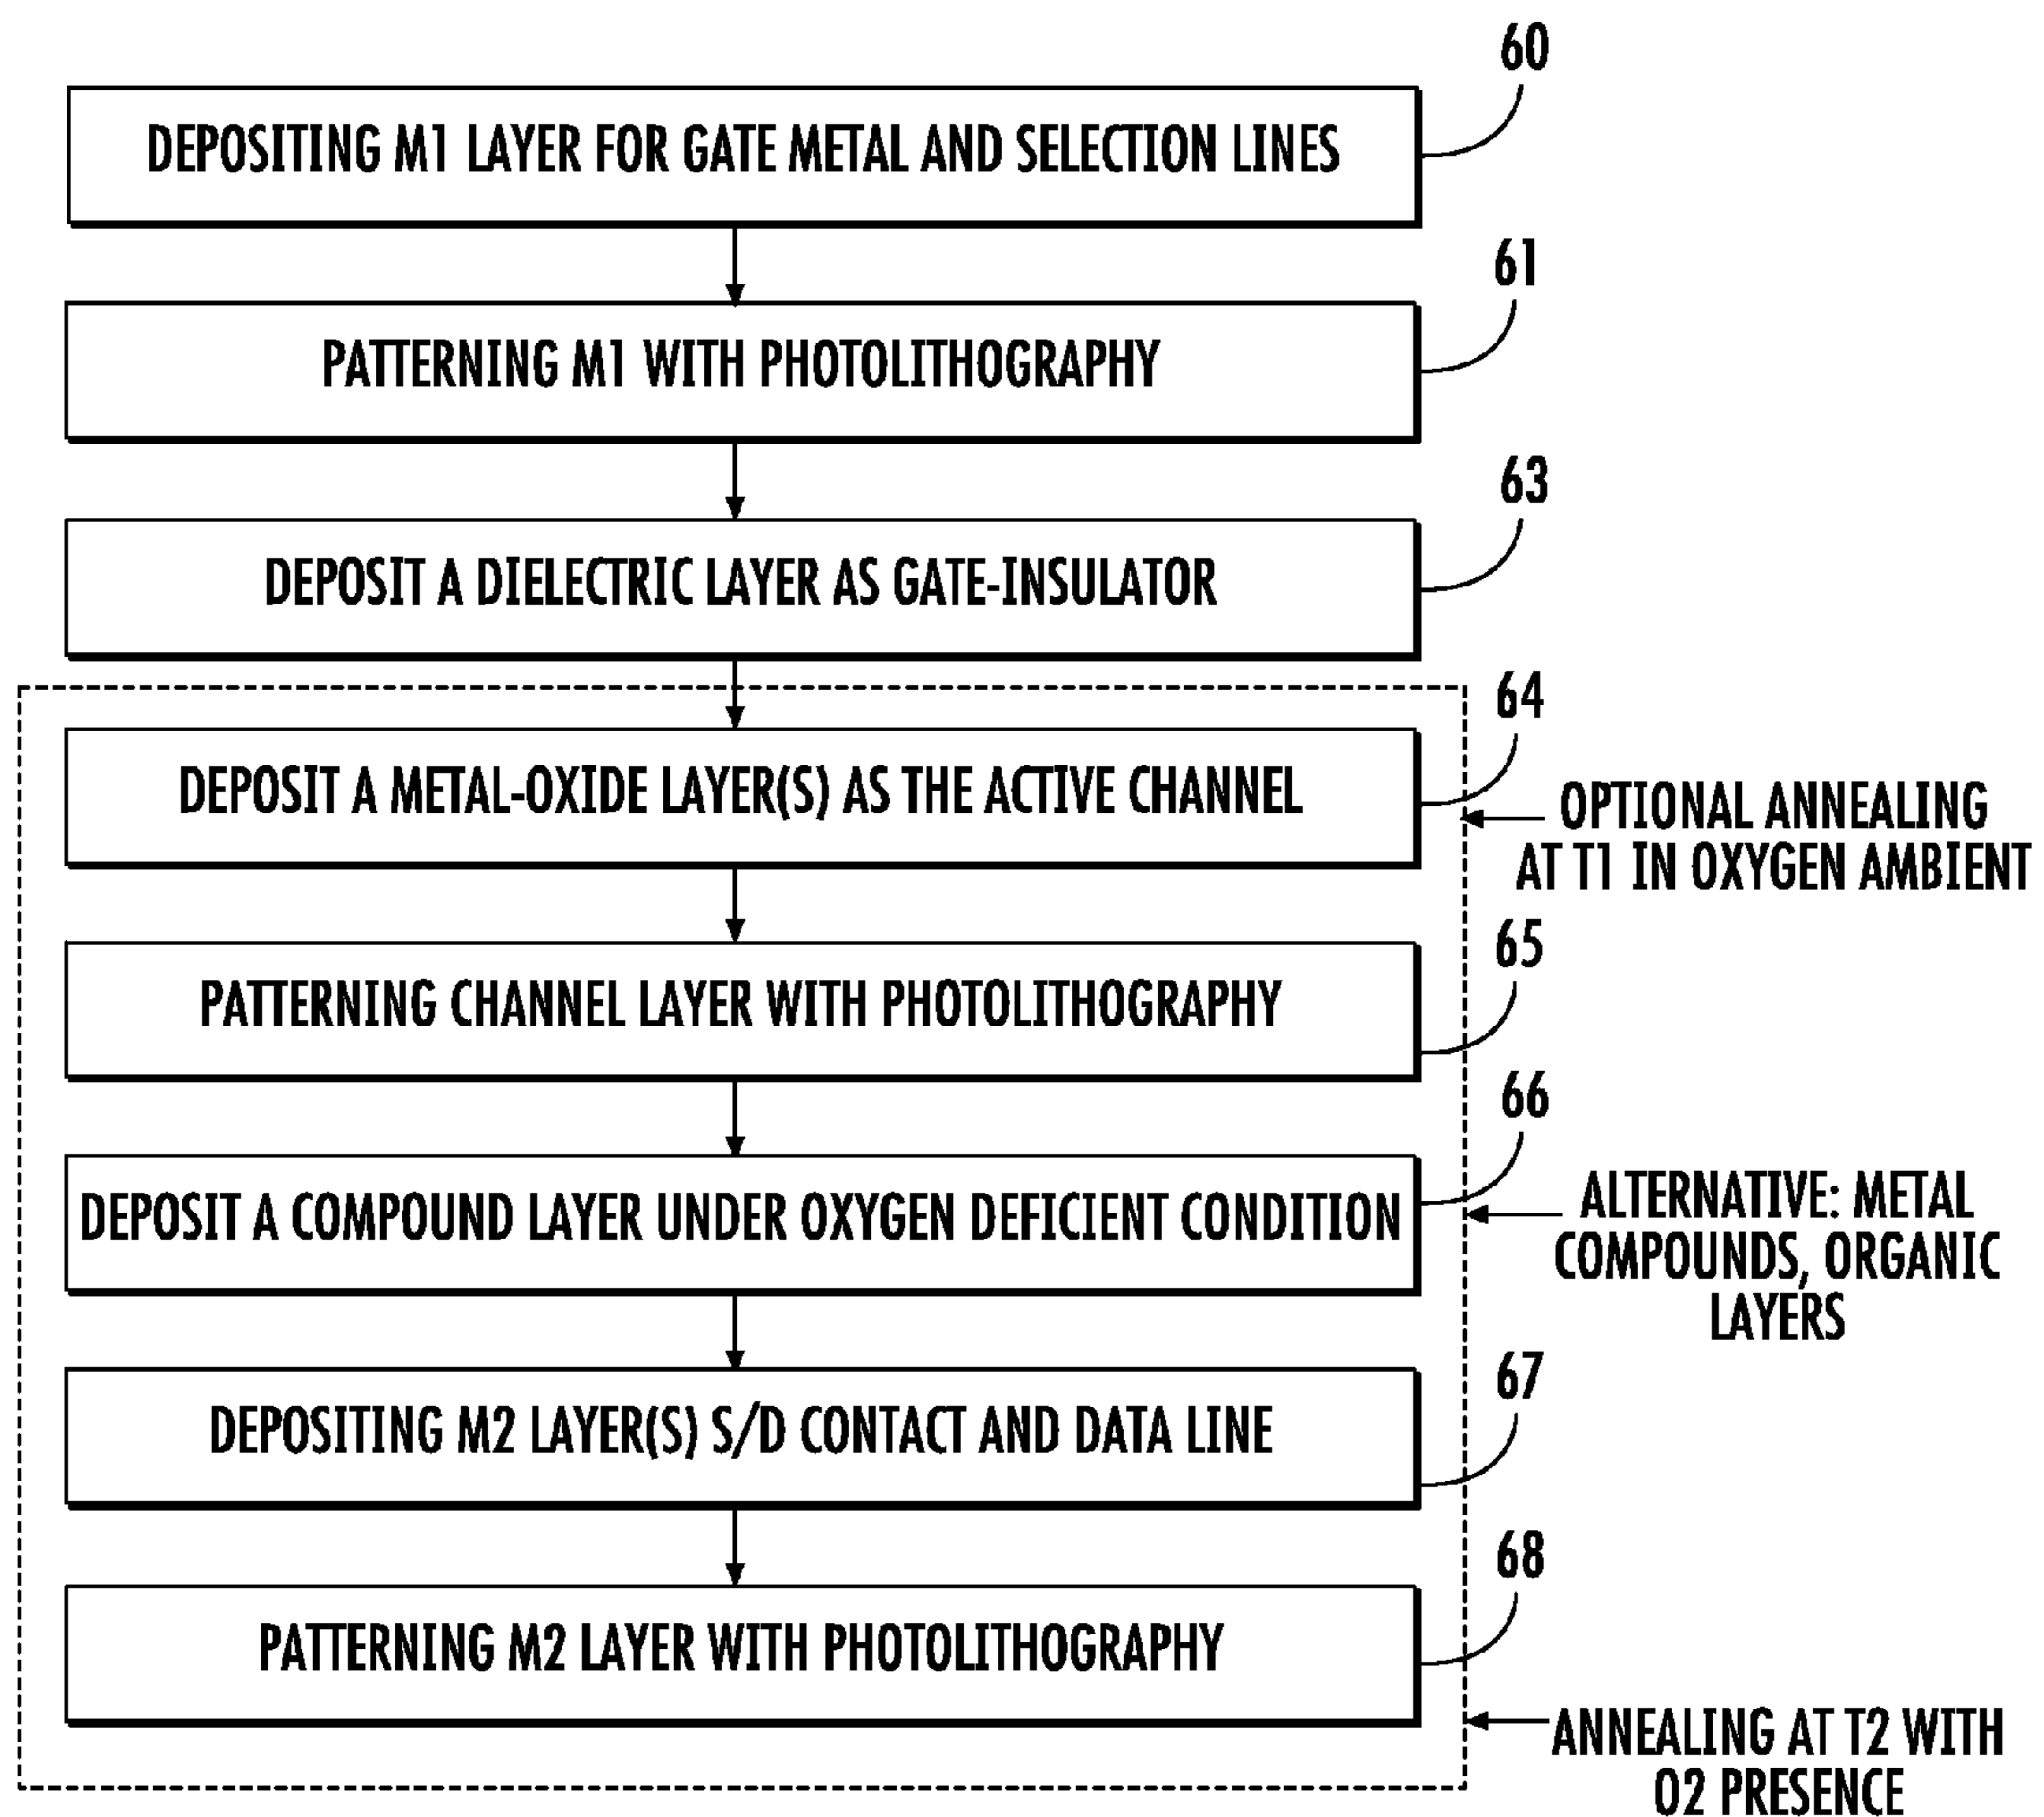 60
DEPOSITING M1 LAYER FOR GATE METAL AND SELECTION LINES
61
PATTERNING M1 WITH PHOTOLITHOGRAPHY
63
DEPOSIT A DIELECTRIC LAYER AS GATE-INSULATOR
64
DEPOSIT A METAL-OXIDE LAYER(S) AS THE ACTIVE CHANNEL
OPTIONAL ANNEALING
AT T1 IN OXYGEN AMBIENT
65
PATTERNING CHANNEL LAYER WITH PHOTOLITHOGRAPHY
66
DEPOSIT A COMPOUND LAYER UNDER OXYGEN DEFICIENT CONDITION
ALTERNATIVE: METAL
COMPOUNDS, ORGANIC
LAYERS
67
DEPOSITING M2 LAYER(S) S/D CONTACT AND DATA LINE
68
PATTERNING M2 LAYER WITH PHOTOLITHOGRAPHY
ANNEALING AT T2 WITH
O2 PRESENCE